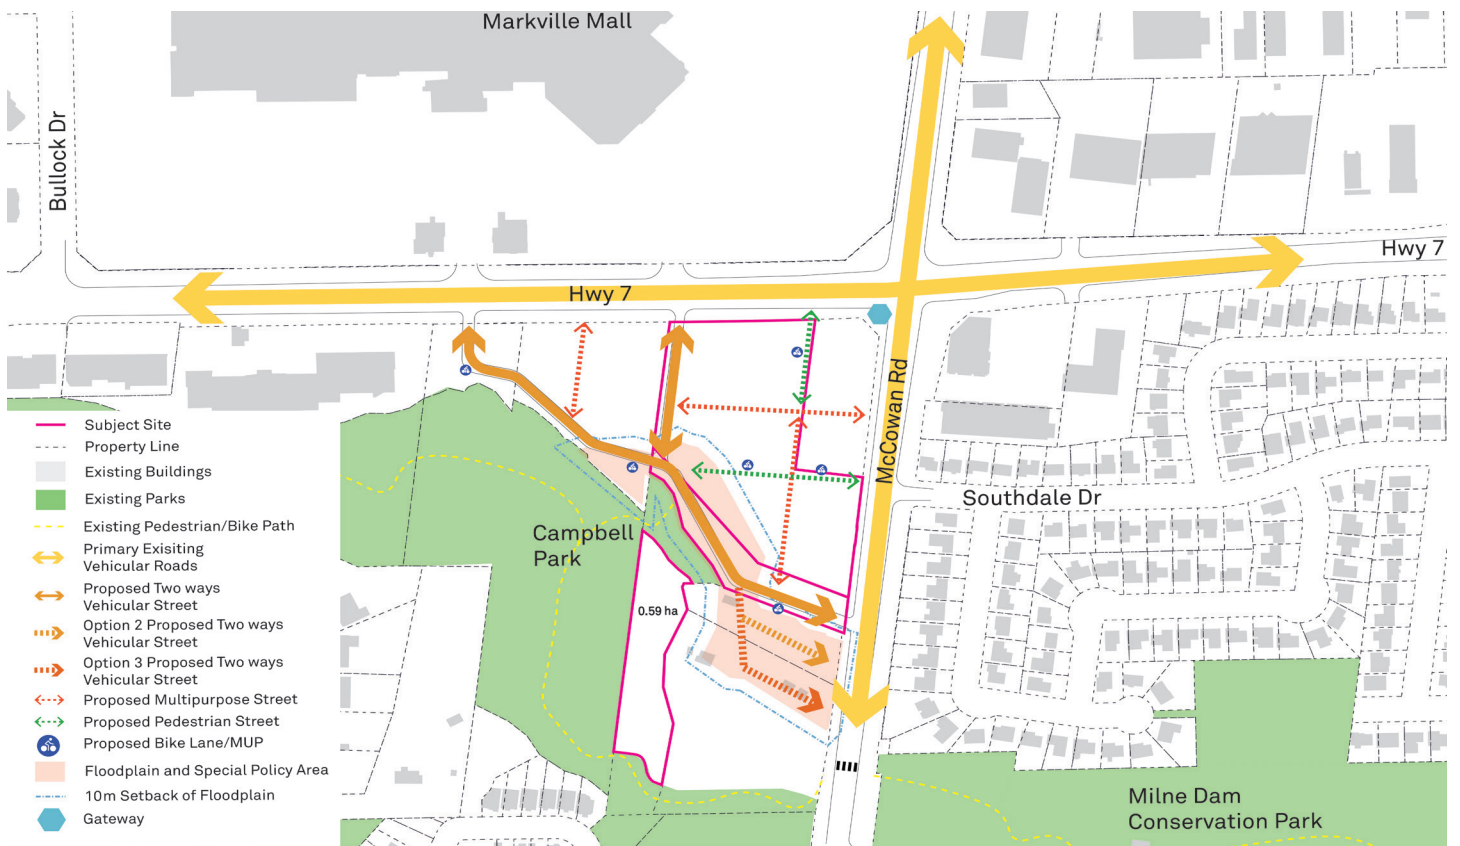 Markville Mall
Bullock Dr
Hwy 7
Hwy 7
McCowan Rd
Southdale Dr
Campbell
Park
0.59 ha
Milne Dam
Conservation Park
Subject Site
Property Line
Existing Buildings
Existing Parks
Existing Pedestrian/Bike Path
Primary Exisiting
Vehicular Roads
Proposed Two ways
Vehicular Street
Option 2 Proposed Two ways
Vehicular Street
Option 3 Proposed Two ways
Vehicular Street
Proposed Multipurpose Street
Proposed Pedestrian Street
Proposed Bike Lane/MUP
Floodplain and Special Policy Area
10m Setback of Floodplain
Gateway